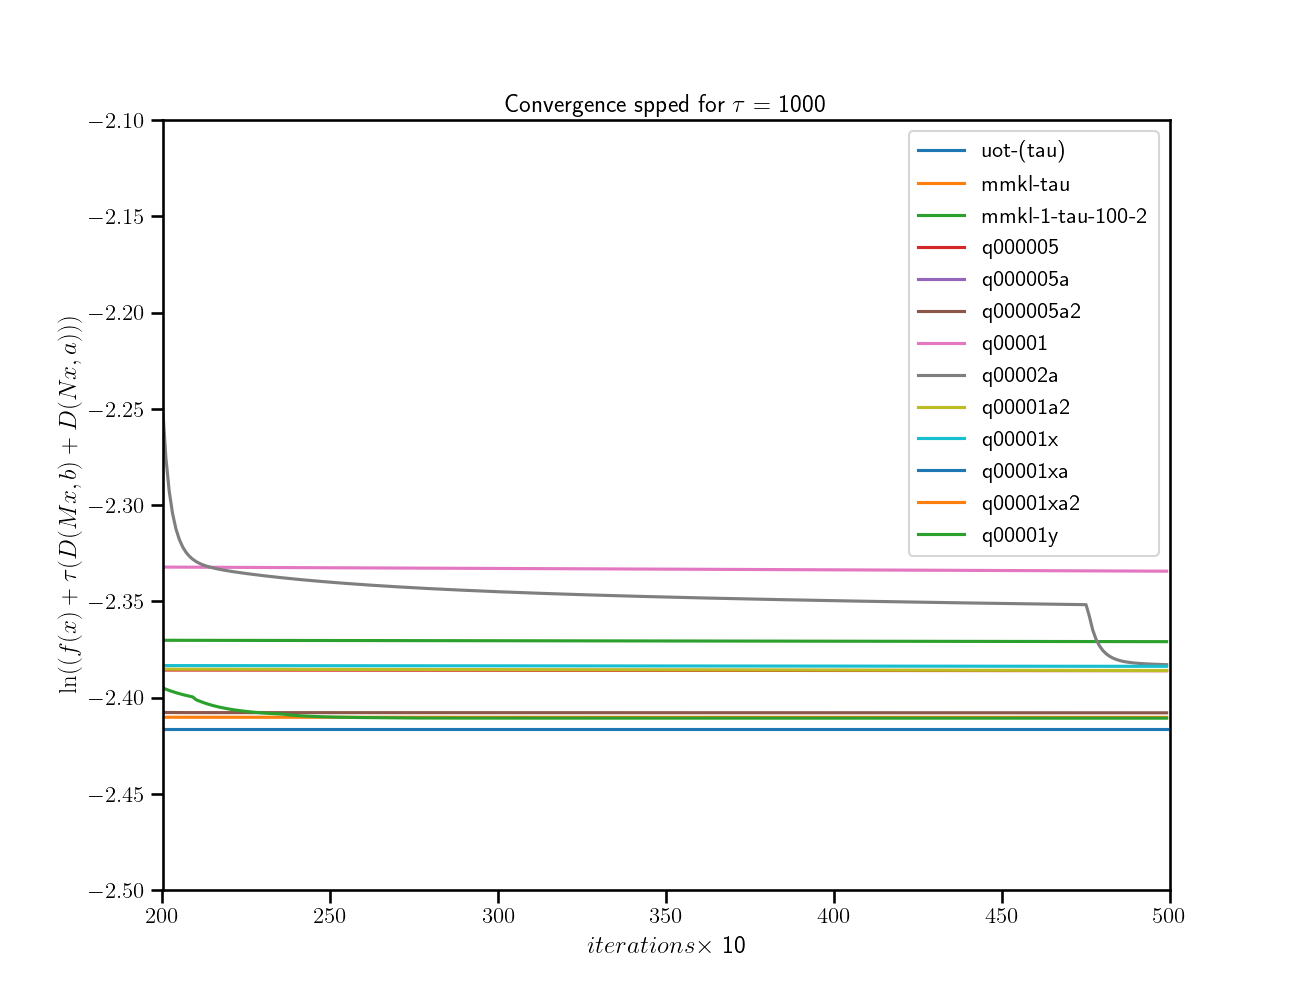 Convergence spped for τ = 1000
−2.10
−2.15
−2.20
−2.25
−2.30
−2.35
−2.40
−2.45
−2.50
ln((f(x) + τ(D(Mx, b) + D(Nx, a)))
uot-(tau)
mmkl-tau
mmkl-1-tau-100-2
q000005
q000005a
q000005a2
q00001
q00002a
q00001a2
q00001x
q00001xa
q00001xa2
q00001y
200 250 300 350 400 450 500
iterations× 10